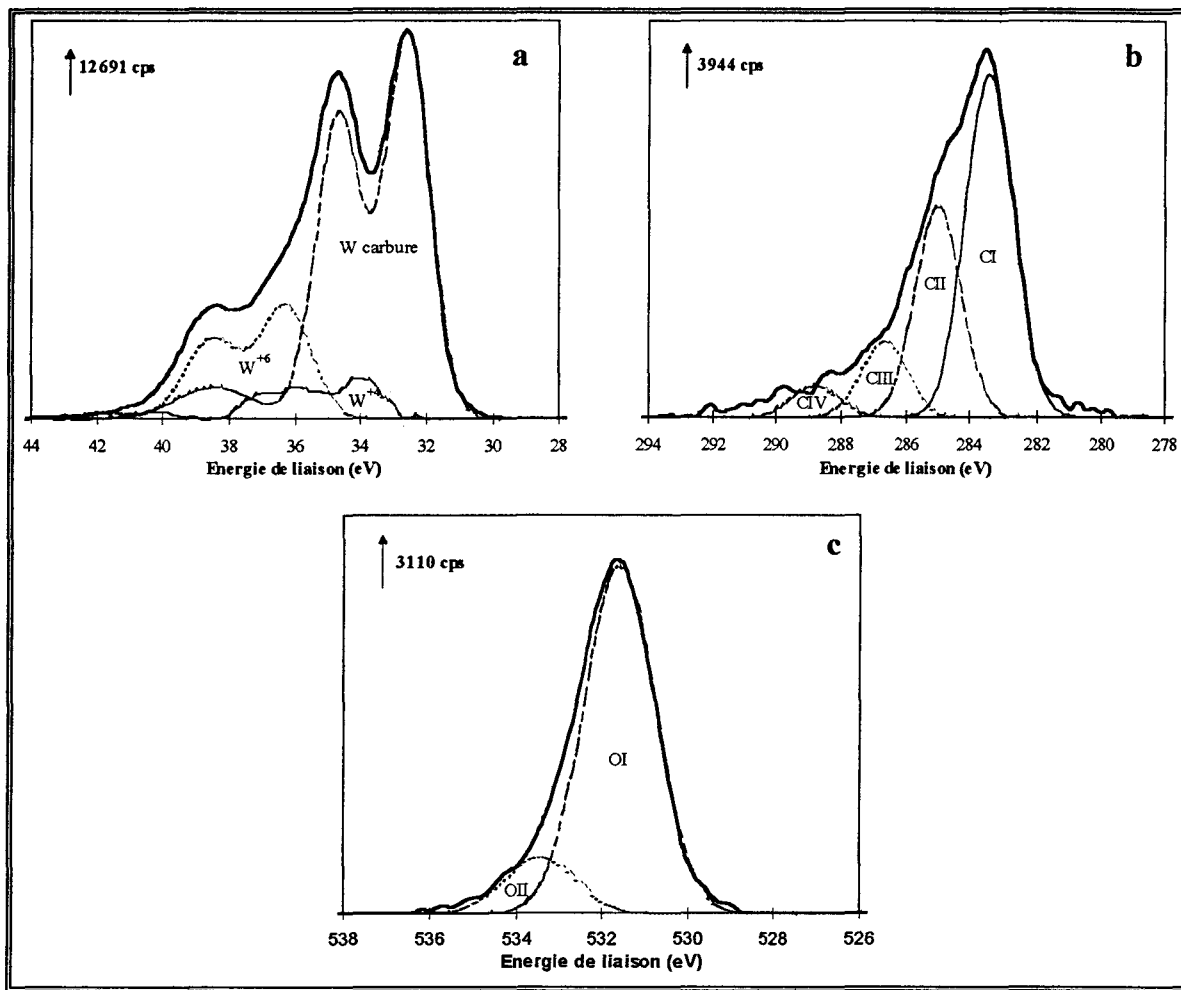 a
12691 cps
W carbure
W+6
W+4
44 42 40 38 36 34 32 30 28
Energie de liaison (eV)
b
3944 cps
CI
CII
CIII
CIV
294 292 290 288 286 284 282 280 278
Energie de liaison (eV)
c
3110 cps
OI
OII
538 536 534 532 530 528 526
Energie de liaison (eV)